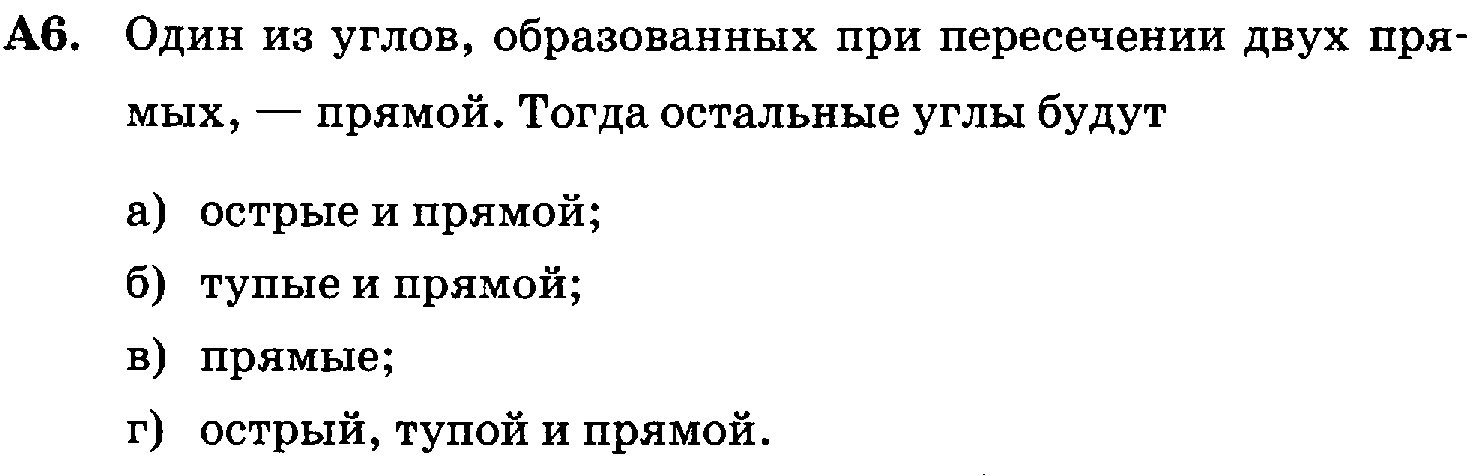 А6. Один из углов, образованных при пересечении двух пря-
мых, — прямой. Тогда остальные углы будут
а) острые и прямой;
б) тупые и прямой;
в) прямые;
г) острый, тупой и прямой.